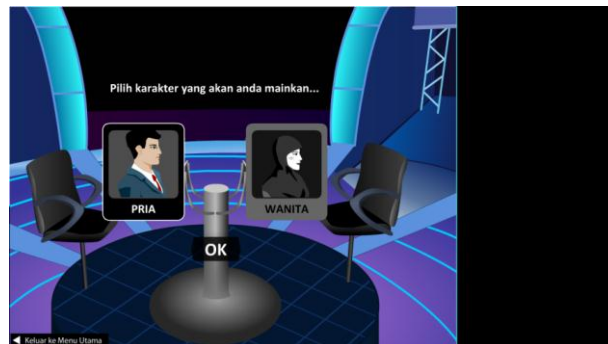 Pilih karakter yang akan anda mainkan...
PRIA
WANITA
OK
Keluar ke Menu Utama